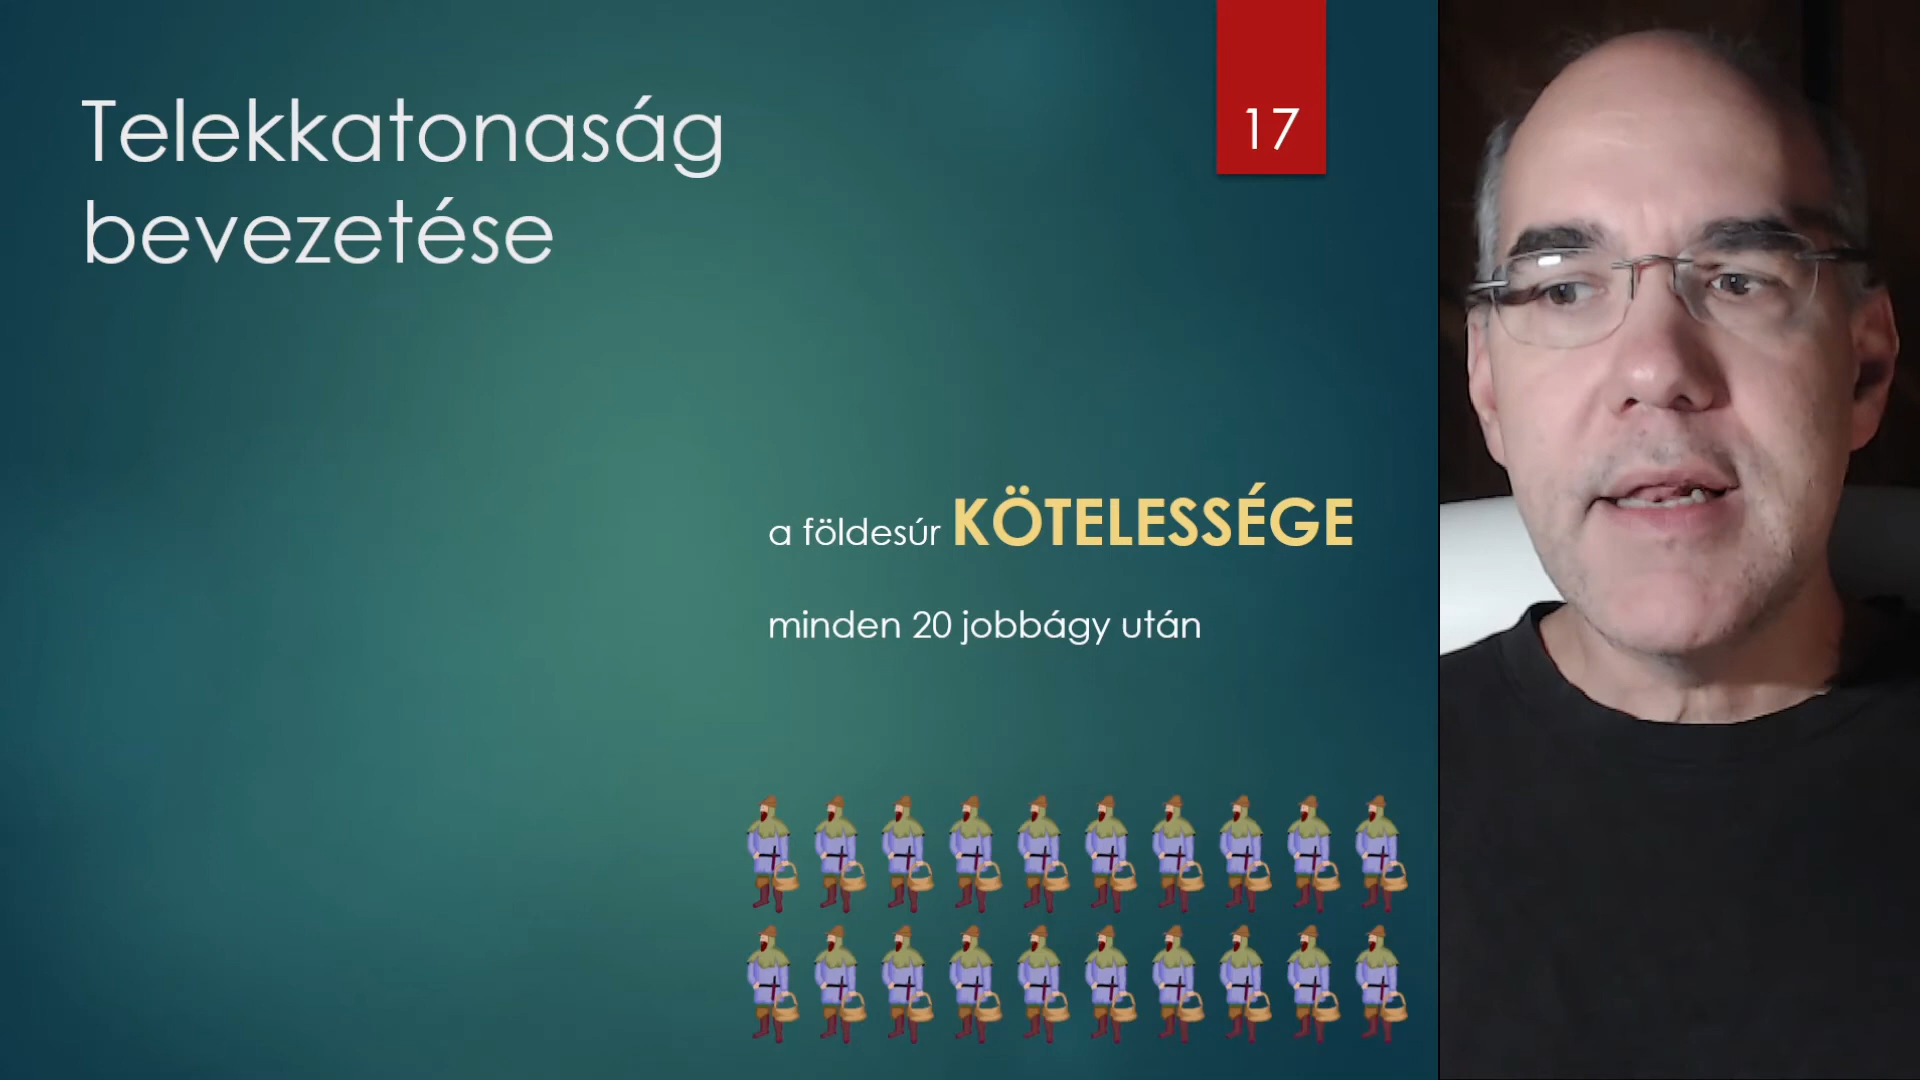 Telekkatonaság
bevezetése
17
a földesúr KÖTELESSÉGE
minden 20 jobbágy után